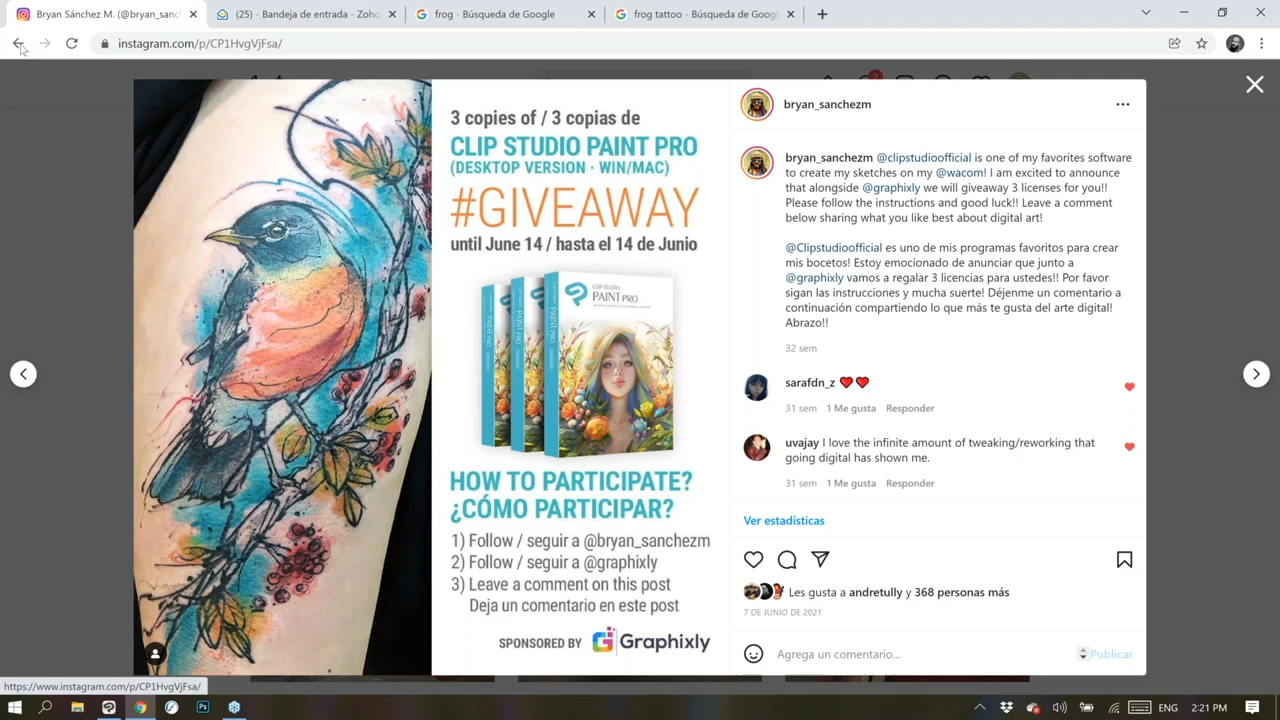 Bryan Sánchez M. (@bryan_sanc
(25) - Bandeja de entrada - Zoho
frog - Búsqueda de Google
frog tattoo - Búsqueda de Googl
instagram.com/p/CP1HvgVjFsa/
3 copies of / 3 copias de
CLIP STUDIO PAINT PRO
(DESKTOP VERSION · WIN/MAC)
#GIVEAWAY
until June 14 / hasta el 14 de Junio
CLIP STUDIO
PAINT PRO
HOW TO PARTICIPATE?
¿CÓMO PARTICIPAR?
1) Follow / seguir a @bryan_sanchezm
2) Follow / seguir a @graphixly
3) Leave a comment on this post
Deja un comentario en este post
SPONSORED BY Graphixly
bryan_sanchezm
bryan_sanchezm @clipstudioofficial is one of my favorites software
to create my sketches on my @wacom! I am excited to announce
that alongside @graphixly we will giveaway 3 licenses for you!!
Please follow the instructions and good luck!! Leave a comment
below sharing what you like best about digital art!
@Clipstudioofficial es uno de mis programas favoritos para crear
mis bocetos! Estoy emocionado de anunciar que junto a
@graphixly vamos a regalar 3 licencias para ustedes!! Por favor
sigan las instrucciones y mucha suerte! Déjenme un comentario a
continuación compartiendo lo que más te gusta del arte digital!
Abrazo!!
32 sem
sarafdn_z ❤️❤️
31 sem 1 Me gusta Responder
uvajay I love the infinite amount of tweaking/reworking that
going digital has shown me.
31 sem 1 Me gusta Responder
Ver estadísticas
Les gusta a andretully y 368 personas más
7 DE JUNIO DE 2021
Agrega un comentario...
Publicar
https://www.instagram.com/p/CP1HvgVjFsa/
Ps
ENG 2:21 PM